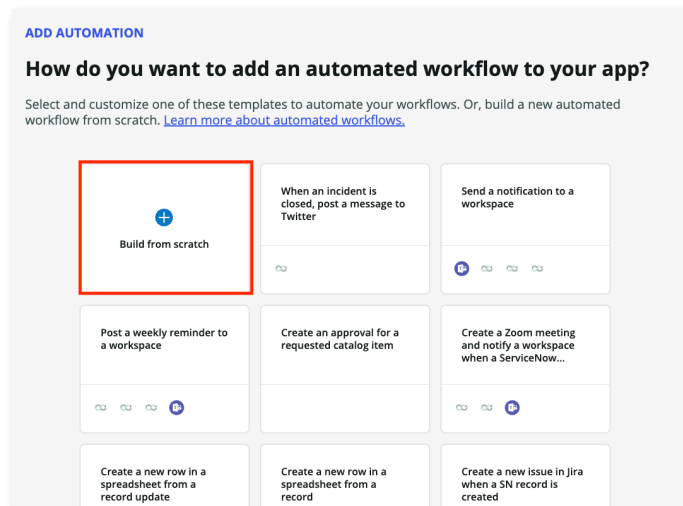 ADD AUTOMATION
How do you want to add an automated workflow to your app?
Select and customize one of these templates to automate your workflows. Or, build a new automated
workflow from scratch. Learn more about automated workflows.
Build from scratch
When an incident is
closed, post a message to
Twitter
Send a notification to a
workspace
Post a weekly reminder to
a workspace
Create an approval for a
requested catalog item
Create a Zoom meeting
and notify a workspace
when a ServiceNow...
Create a new row in a
spreadsheet from a
record update
Create a new row in a
spreadsheet from a
record
Create a new issue in Jira
when a SN record is
created